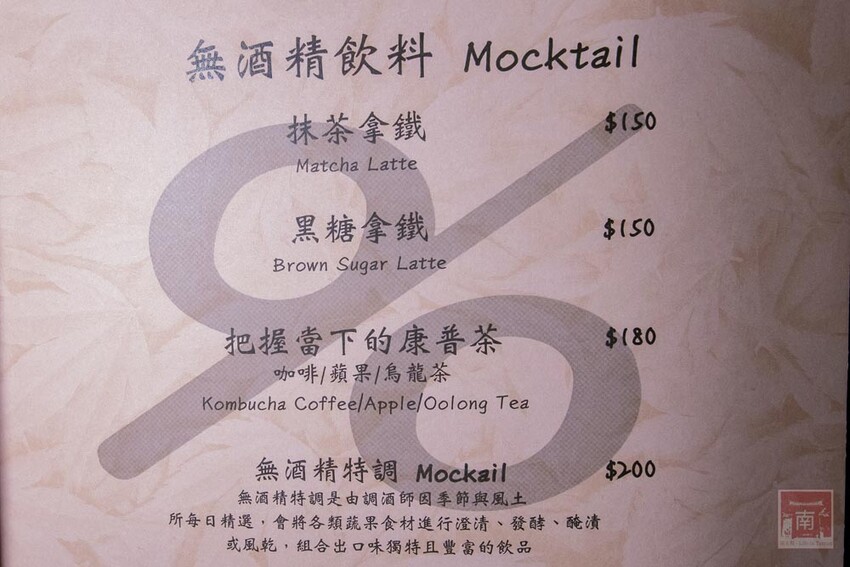 無酒精飲料 Mocktail
抹茶拿鐵 $150
Matcha Latte
黑糖拿鐵 $150
Brown Sugar Latte
把握當下的康普茶 $180
咖啡/蘋果/烏龍茶
Kombucha Coffee/Apple/Oolong Tea
無酒精特調 Mockail $200
無酒精特調是由調酒師因季節與風土
所每日精選，會將各類蔬果食材進行澄清、發酵、醃漬
或風乾，組合出口味獨特且豐富的飲品
南